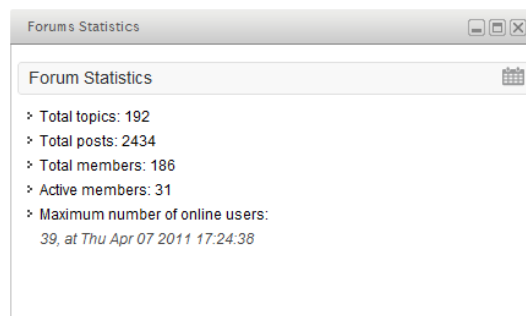 Forums Statistics
Forum Statistics
Total topics: 192
Total posts: 2434
Total members: 186
Active members: 31
Maximum number of online users:
39, at Thu Apr 07 2011 17:24:38